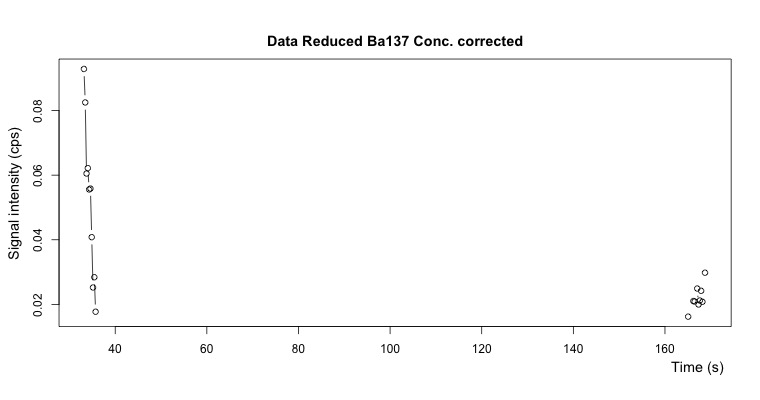 Data Reduced Ba137 Conc. corrected
Signal intensity (cps)
0.08
0.06
0.04
0.02
40 60 80 100 120 140 160
Time (s)